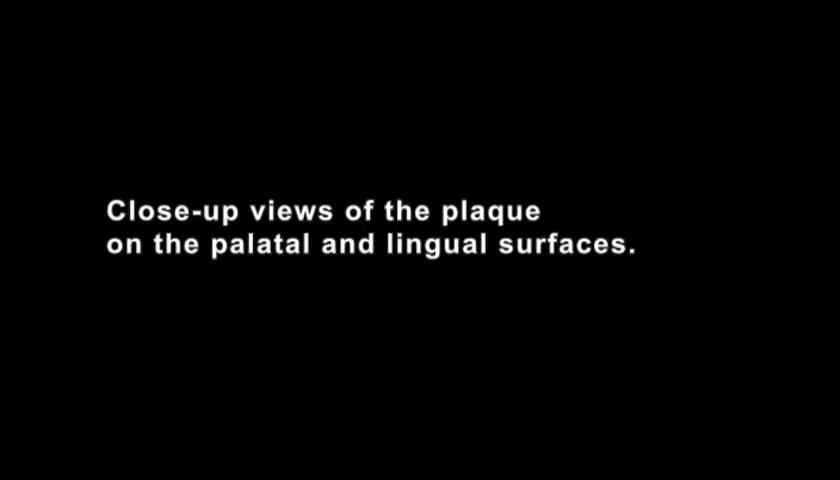 Close-up views of the plaque
on the palatal and lingual surfaces.